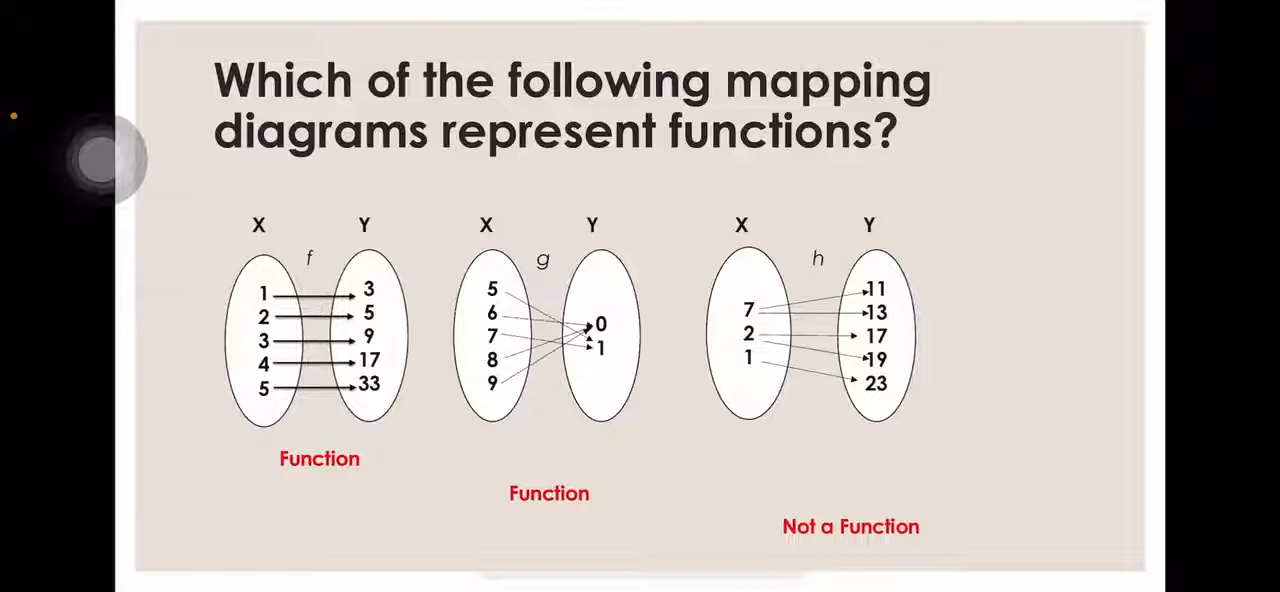 Which of the following mapping
diagrams represent functions?
X Y X Y X Y
f g h
1 3 5 0 7 11
2 5 6 1 2 13
3 9 7 1 17
4 17 8 19
5 33 9 23
Function
Function
Not a Function